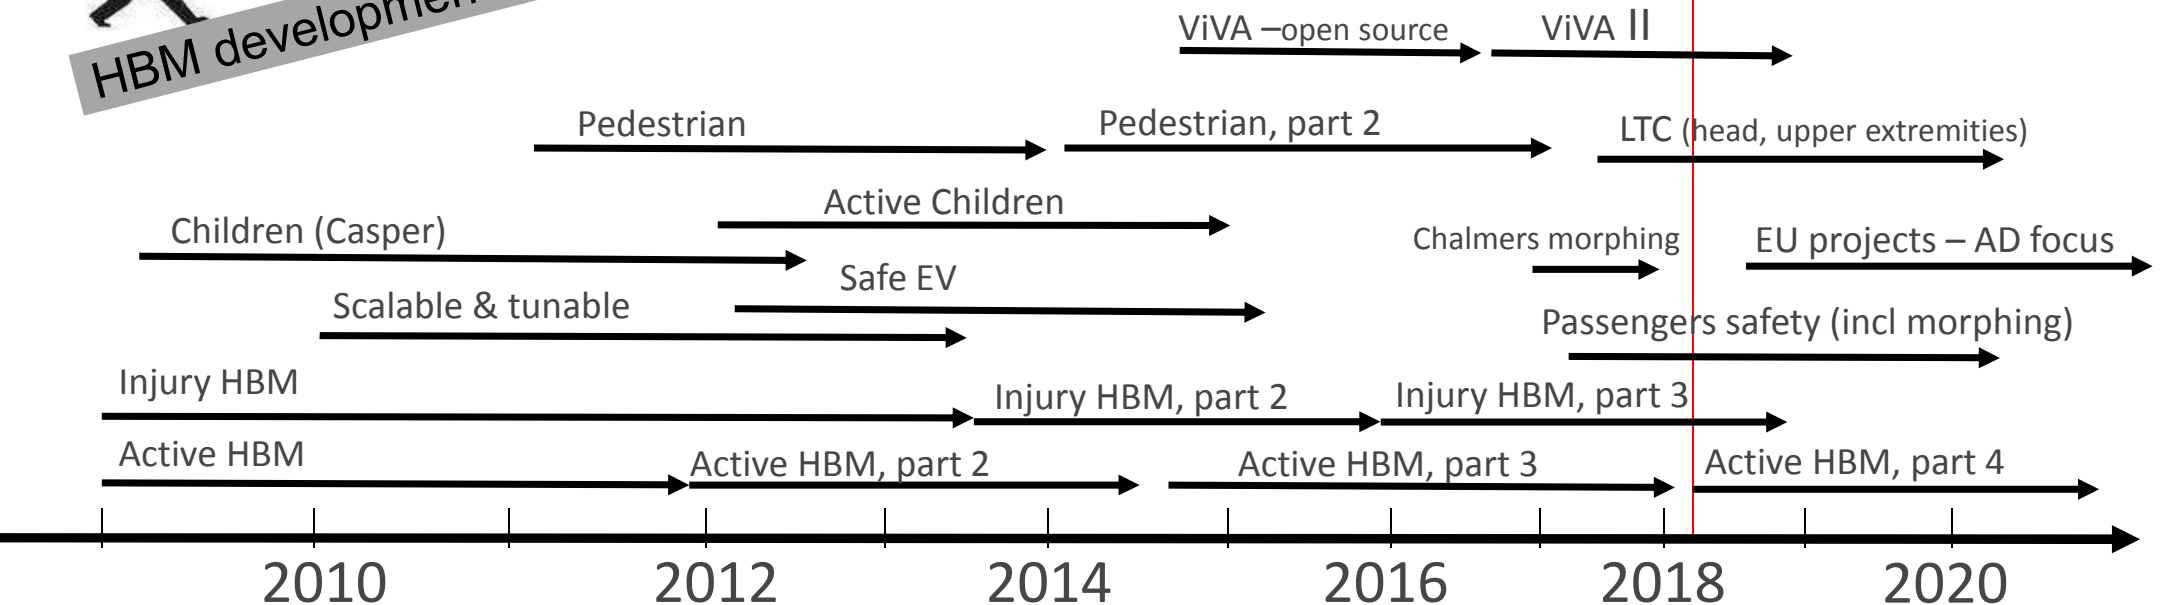 ViVA –open source
ViVA II
HBM developmen
Pedestrian
Pedestrian, part 2
LTC (head, upper extremities)
Active Children
Children (Casper)
Chalmers morphing
EU projects – AD focus
Safe EV
Scalable & tunable
Passengers safety (incl morphing)
Injury HBM
Injury HBM, part 2
Injury HBM, part 3
Active HBM
Active HBM, part 2
Active HBM, part 3
Active HBM, part 4
2010 2012 2014 2016 2018 2020